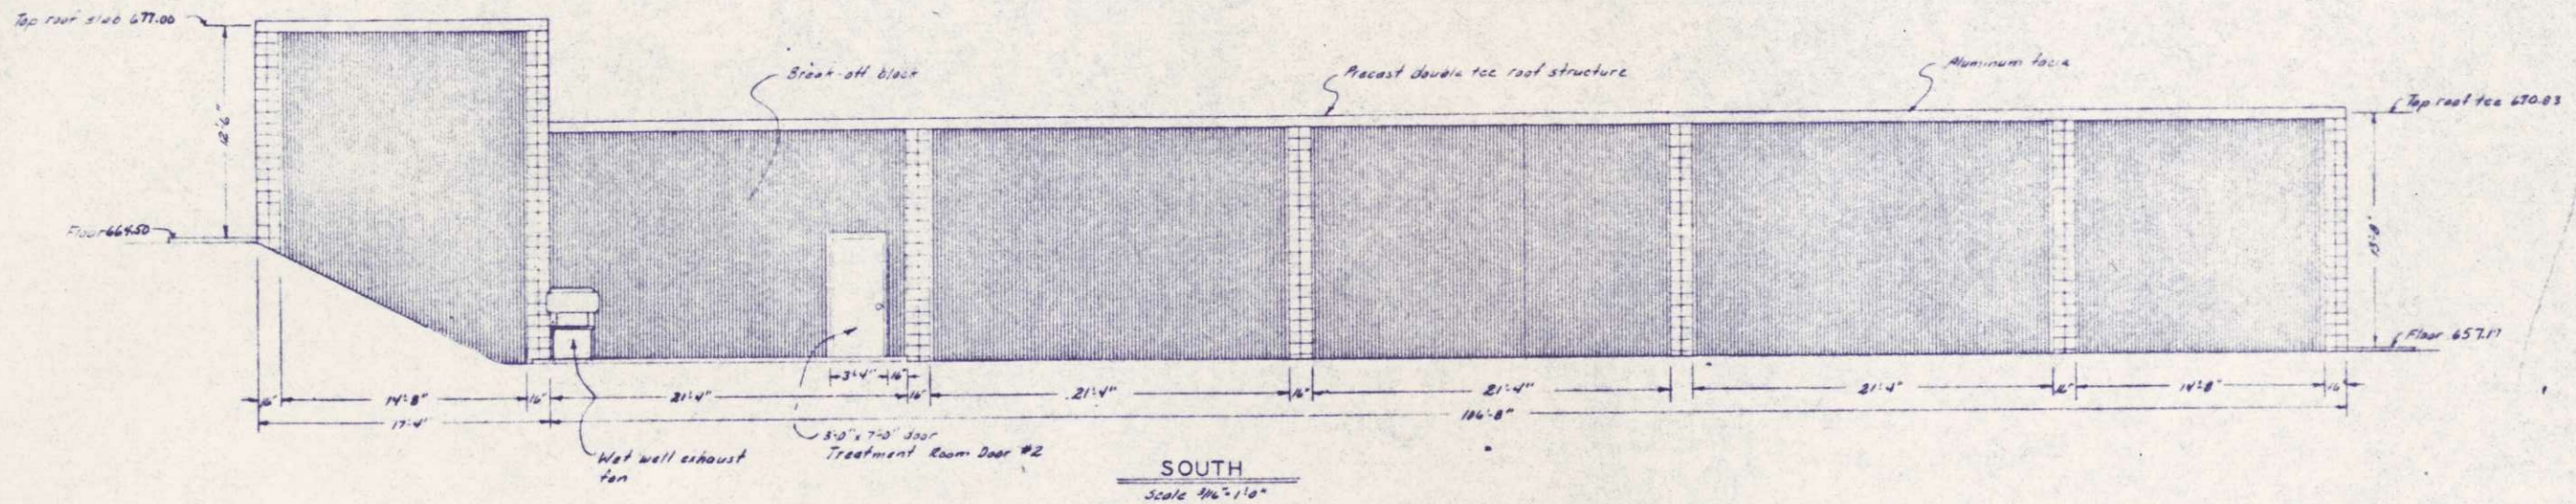 Top roof slab 677.00
Break-off block
Precast double tee roof structure
Aluminum facia
Top roof tee 670.83
12'-6"
Floor 664.50
13'-8"
Floor 657.17
3'-4" 16"
16" 14'-8" 16" 21'-4" 16" 21'-4" 16" 21'-4" 21'-4" 16" 14'-8" 16"
17'-4" 106'-8"
3'-0" x 7'-0" door
Treatment Room Door #2
Wet well exhaust
fan
SOUTH
Scale 3/16"=1'-0"